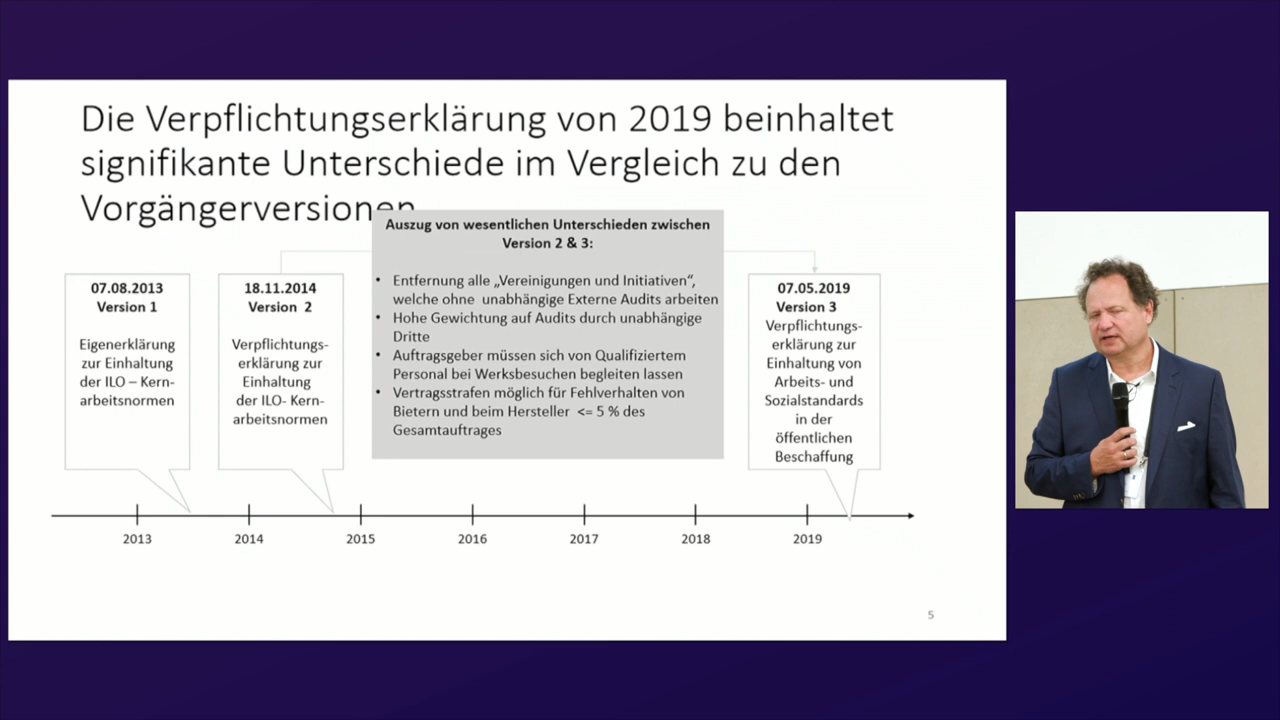 Die Verpflichtungserklärung von 2019 beinhaltet
signifikante Unterschiede im Vergleich zu den
Vorgängerversionen
07.08.2013
Version 1
Eigenerklärung
zur Einhaltung
der ILO – Kern-
arbeitsnormen
18.11.2014
Version 2
Verpflichtungs-
erklärung zur
Einhaltung
der ILO- Kern-
arbeitsnormen
Auszug von wesentlichen Unterschieden zwischen
Version 2 & 3:
• Entfernung alle „Vereinigungen und Initiativen“,
welche ohne unabhängige Externe Audits arbeiten
• Hohe Gewichtung auf Audits durch unabhängige
Dritte
• Auftragsgeber müssen sich von Qualifiziertem
Personal bei Werksbesuchen begleiten lassen
• Vertragsstrafen möglich für Fehlverhalten von
Bietern und beim Hersteller <= 5 % des
Gesamtauftrages
07.05.2019
Version 3
Verpflichtungs-
erklärung zur
Einhaltung von
Arbeits- und
Sozialstandards
in der
öffentlichen
Beschaffung
2013 2014 2015 2016 2017 2018 2019
5